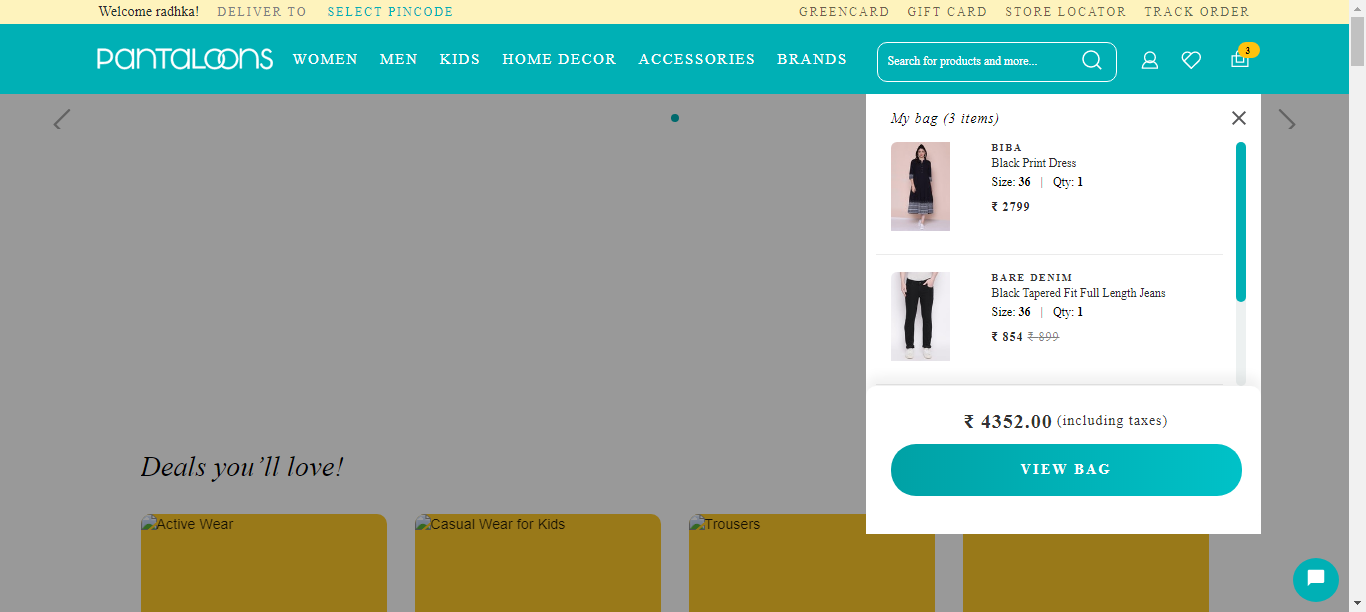 Welcome radhka! DELIVER TO SELECT PINCODE GREENCARD GIFT CARD STORE LOCATOR TRACK ORDER
PANTALOONS WOMEN MEN KIDS HOME DECOR ACCESSORIES BRANDS Search for products and more... 3
My bag (3 items)
BIBA
Black Print Dress
Size: 36 | Qty: 1
₹ 2799
BARE DENIM
Black Tapered Fit Full Length Jeans
Size: 36 | Qty: 1
₹ 854 ₹ 899
₹ 4352.00 (including taxes)
VIEW BAG
Deals you’ll love!
Active Wear Casual Wear for Kids Trousers